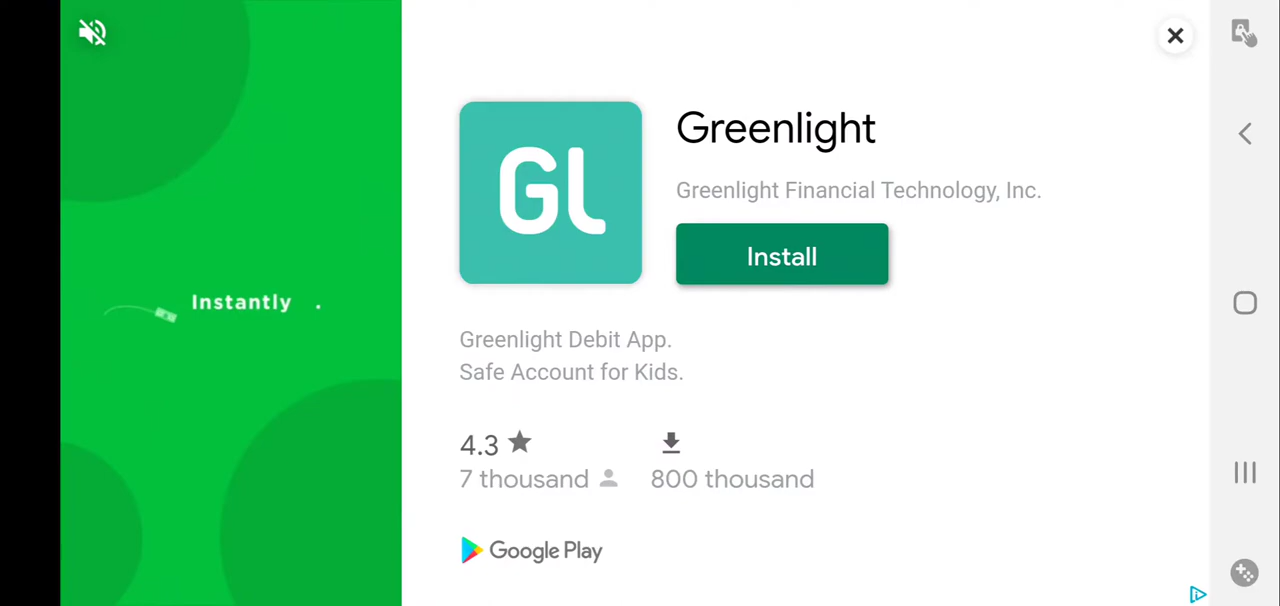 Instantly .
GL
Greenlight
Greenlight Financial Technology, Inc.
Install
Greenlight Debit App.
Safe Account for Kids.
4.3
7 thousand
800 thousand
Google Play